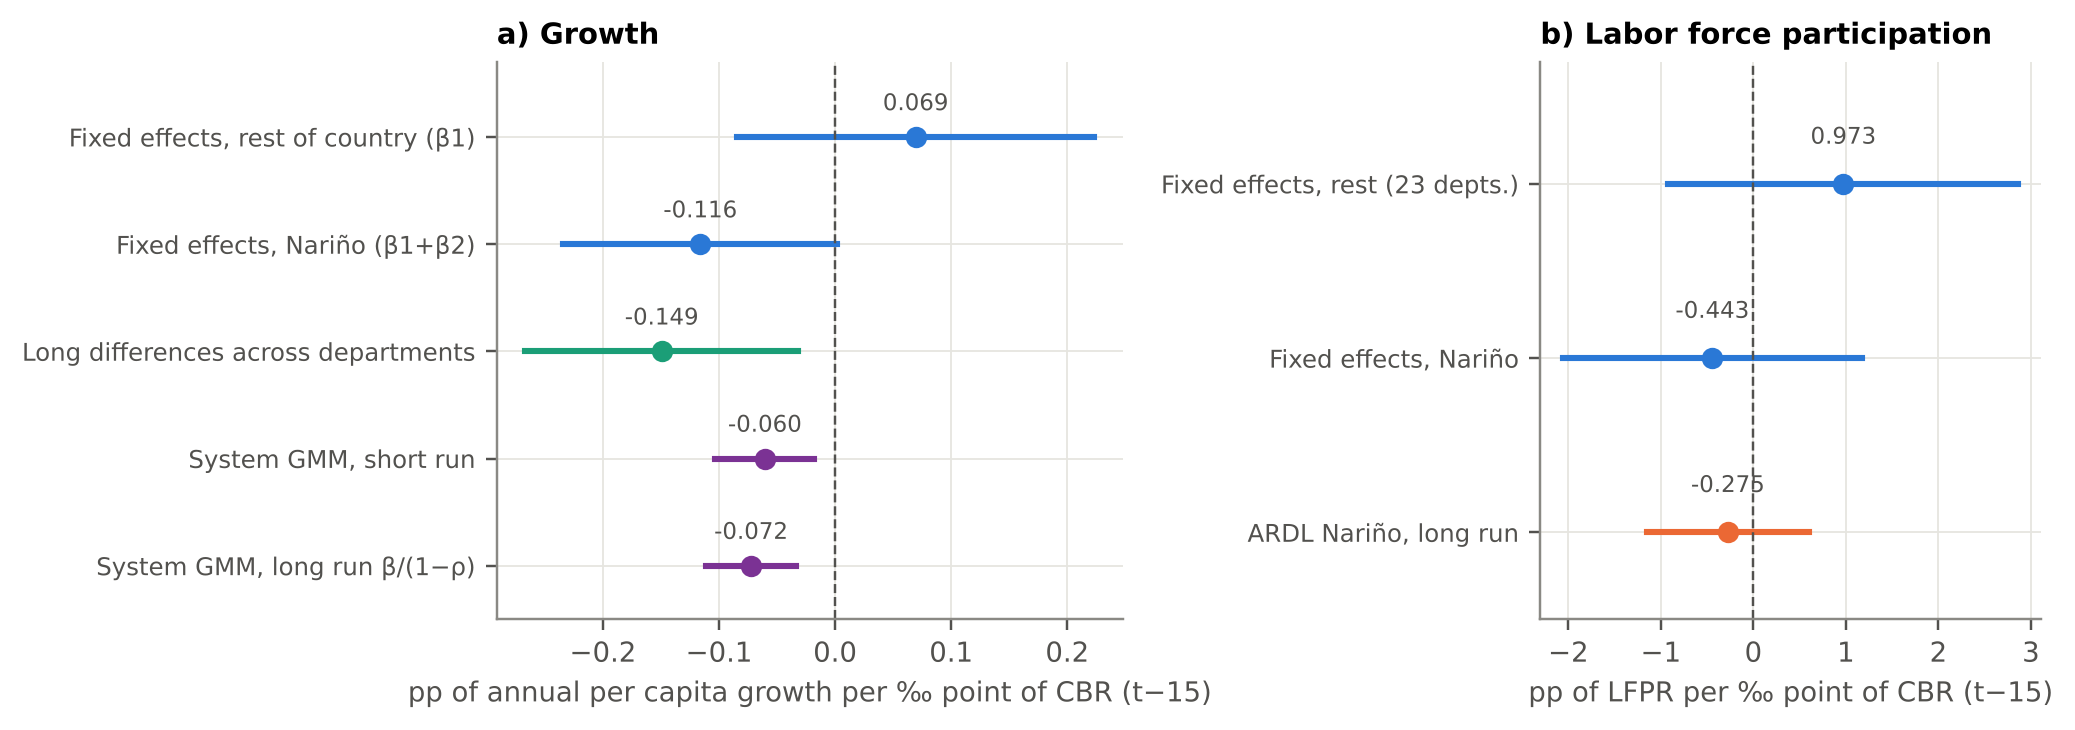 a) Growth
0.069
Fixed effects, rest of country (β1)
-0.116
Fixed effects, Nariño (β1+β2)
-0.149
Long differences across departments
-0.060
System GMM, short run
-0.072
System GMM, long run β/(1−ρ)
−0.2 −0.1 0.0 0.1 0.2
pp of annual per capita growth per ‰ point of CBR (t−15)
b) Labor force participation
0.973
Fixed effects, rest (23 depts.)
-0.443
Fixed effects, Nariño
-0.275
ARDL Nariño, long run
−2 −1 0 1 2 3
pp of LFPR per ‰ point of CBR (t−15)